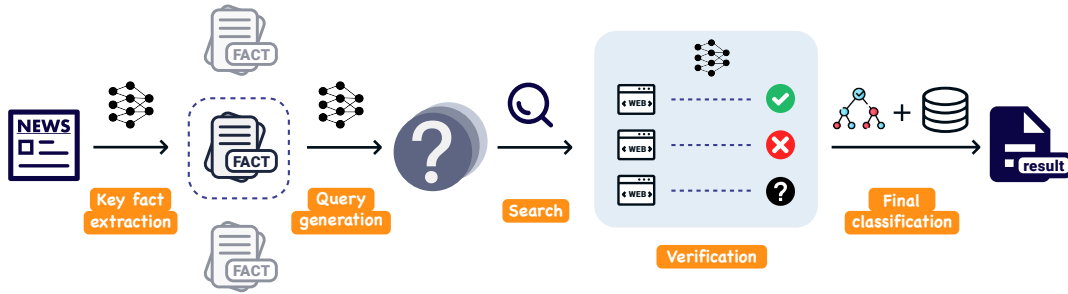 FACT
NEWS
FACT
FACT
Key fact
extraction
Query
generation
Search
WEB
WEB
WEB
Verification
+
Final
classification
result
?
?